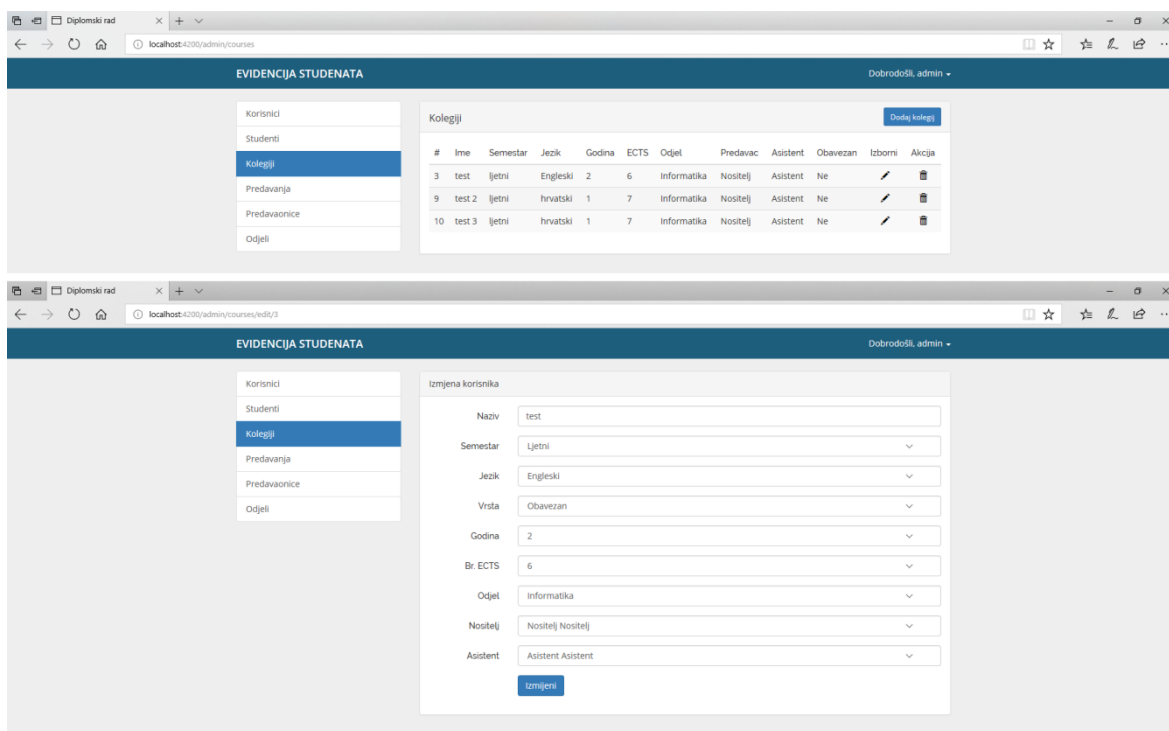 Diplomski rad
localhost:4200/admin/courses
EVIDENCIJA STUDENATA Dobrodošli, admin
Korisnici
Studenti
Kolegiji
Predavanja
Predavaonice
Odjeli
Kolegiji Dodaj kolegij
# Ime Semestar Jezik Godina ECTS Odjel Predavac Asistent Obavezan Izborni Akcija
3 test ljetni Engleski 2 6 Informatika Nositelj Asistent Ne
9 test 2 ljetni hrvatski 1 7 Informatika Nositelj Asistent Ne
10 test 3 ljetni hrvatski 1 7 Informatika Nositelj Asistent Ne
Diplomski rad
localhost:4200/admin/courses/edit/3
EVIDENCIJA STUDENATA Dobrodošli, admin
Korisnici
Studenti
Kolegiji
Predavanja
Predavaonice
Odjeli
Izmjena korisnika
Naziv test
Semestar Ljetni
Jezik Engleski
Vrsta Obavezan
Godina 2
Br. ECTS 6
Odjel Informatika
Nositelj Nositelj Nositelj
Asistent Asistent Asistent
Izmijeni